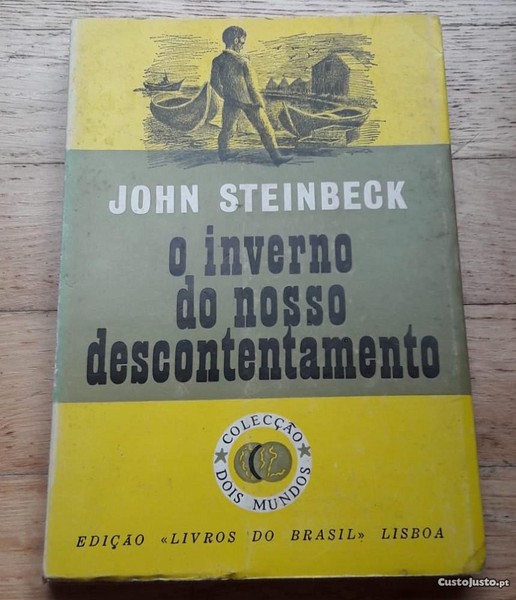 JOHN STEINBECK
o inverno
do nosso
descontentamento
COLECÇÃO
DOIS MUNDOS
EDIÇÃO «LIVROS DO BRASIL» LISBOA
CustoJusto.pt